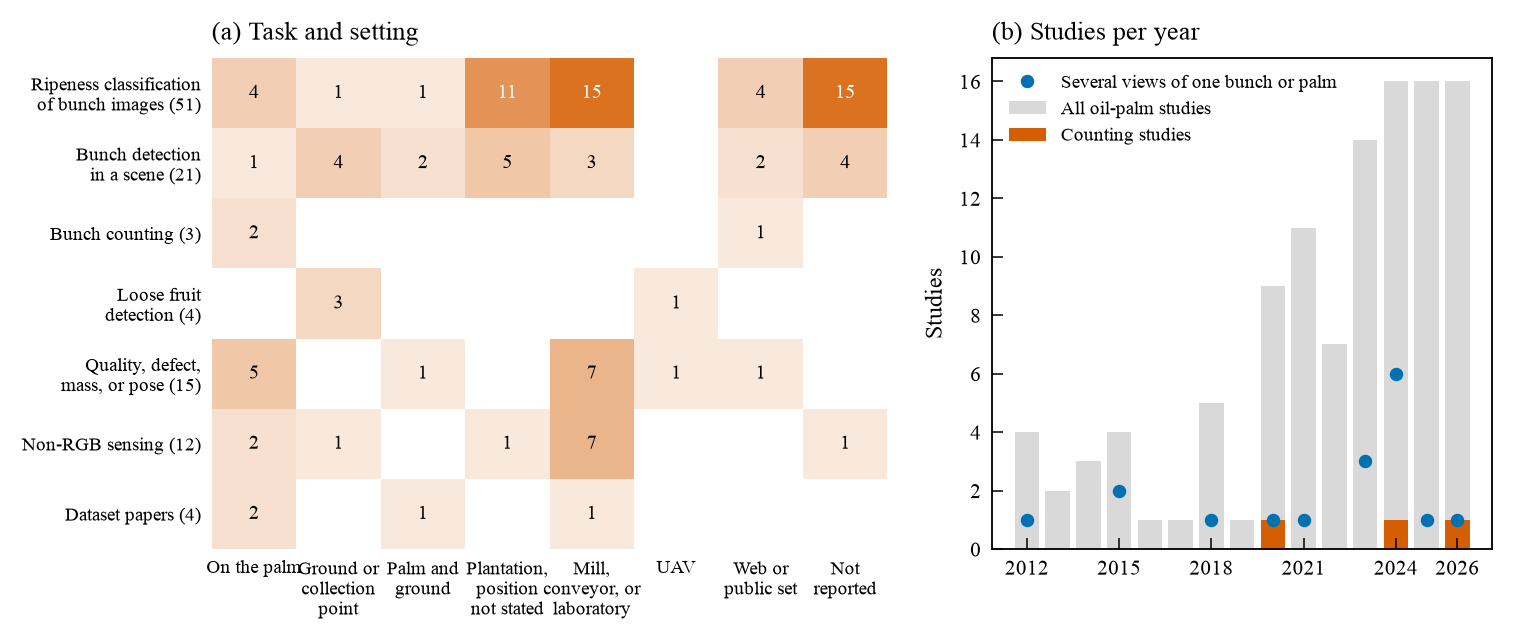 (a) Task and setting
Ripeness classification
of bunch images (51)
4 1 1 11 15 4 15
Bunch detection
in a scene (21)
1 4 2 5 3 2 4
Bunch counting (3)
2 1
Loose fruit
detection (4)
3 1
Quality, defect,
mass, or pose (15)
5 1 7 1 1
Non-RGB sensing (12)
2 1 1 7 1
Dataset papers (4)
2 1 1
On the palm
Ground or
collection
point
Palm and
ground
Plantation,
position
not stated
Mill,
conveyor, or
laboratory
UAV
Web or
public set
Not
reported
(b) Studies per year
Several views of one bunch or palm
All oil-palm studies
Counting studies
Studies
16
14
12
10
8
6
4
2
0
2012 2015 2018 2021 2024 2026